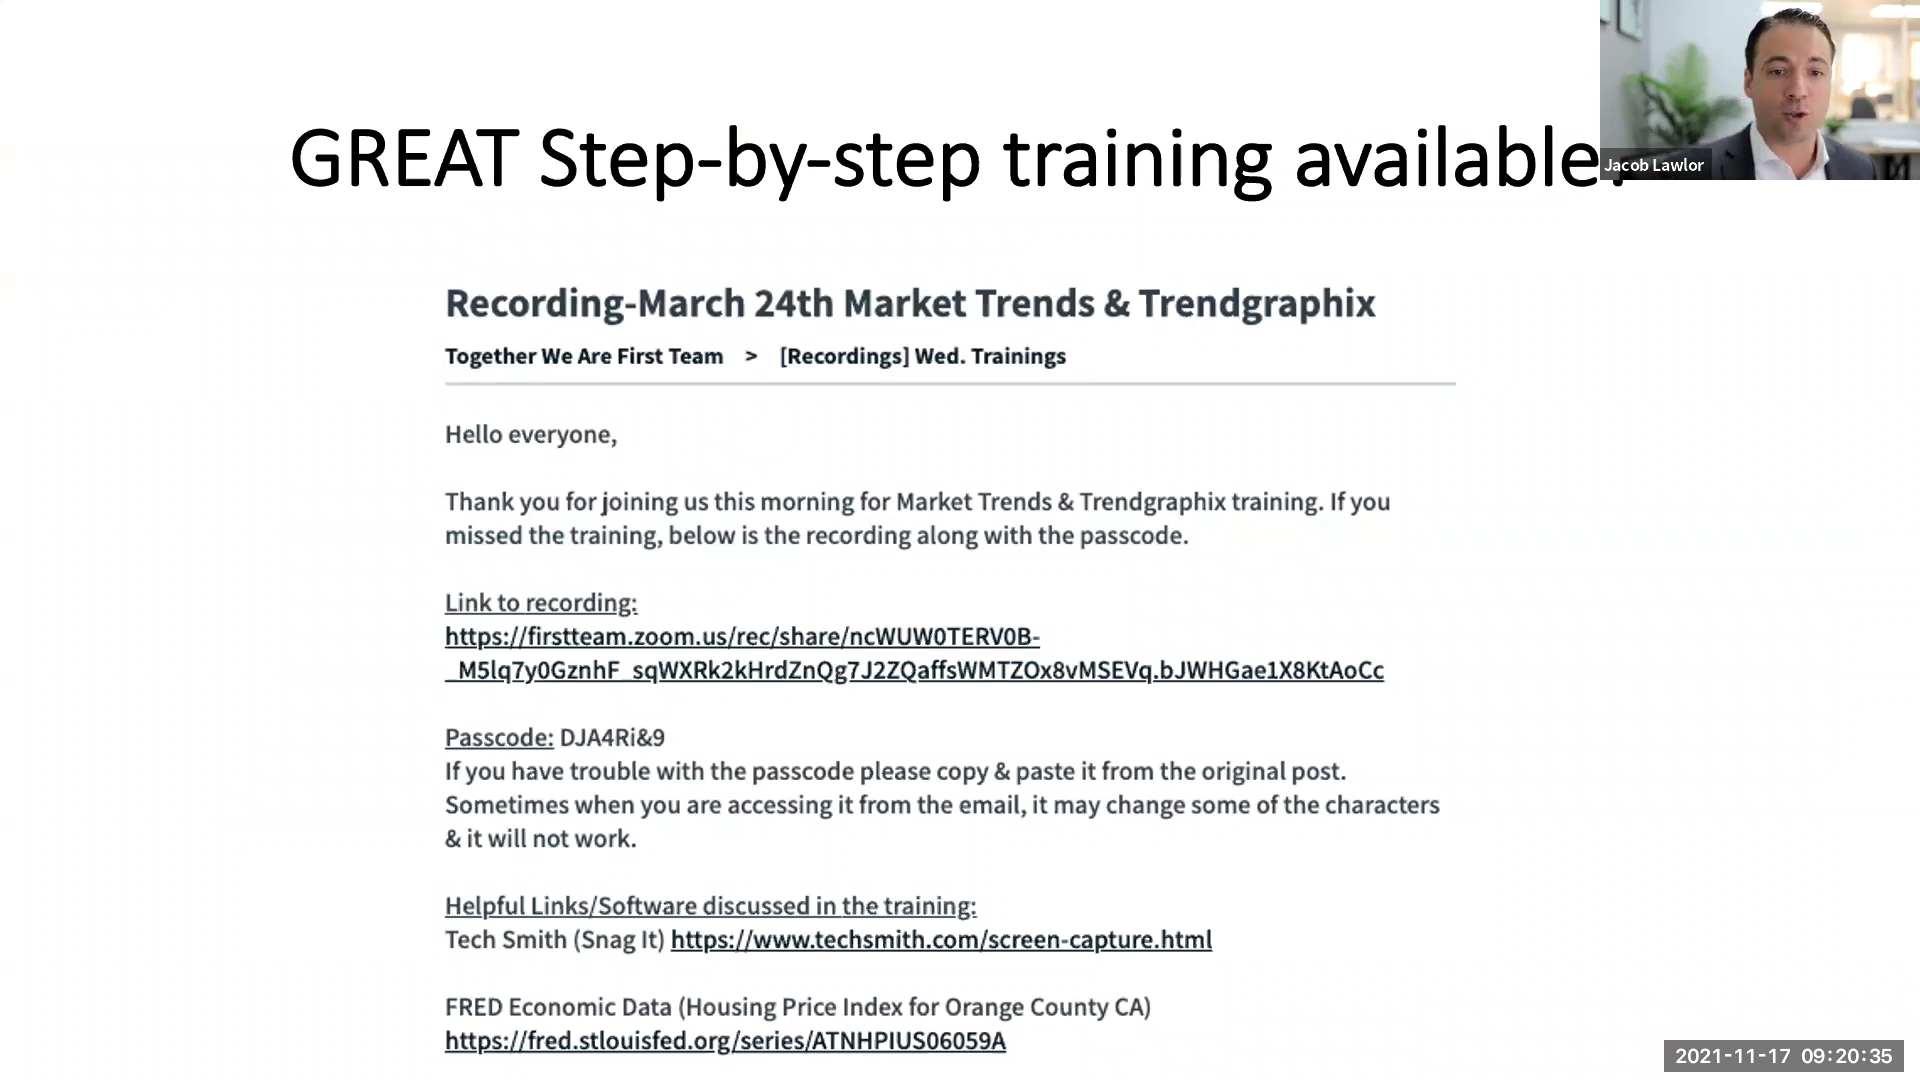 GREAT Step-by-step training available.
Jacob Lawlor
Recording-March 24th Market Trends & Trendgraphix
Together We Are First Team > [Recordings] Wed. Trainings
Hello everyone,
Thank you for joining us this morning for Market Trends & Trendgraphix training. If you
missed the training, below is the recording along with the passcode.
Link to recording:
https://firstteam.zoom.us/rec/share/ncWUW0TERV0B-
_M5lq7y0GznhF_sqWXRk2kHrdZnQg7J2ZQaffsWMTZOx8vMSEVq.bJWHGae1X8KtAoCc
Passcode: DJA4Ri&9
If you have trouble with the passcode please copy & paste it from the original post.
Sometimes when you are accessing it from the email, it may change some of the characters
& it will not work.
Helpful Links/Software discussed in the training:
Tech Smith (Snag It) https://www.techsmith.com/screen-capture.html
FRED Economic Data (Housing Price Index for Orange County CA)
https://fred.stlouisfed.org/series/ATNHPIUS06059A
2021-11-17 09:20:35